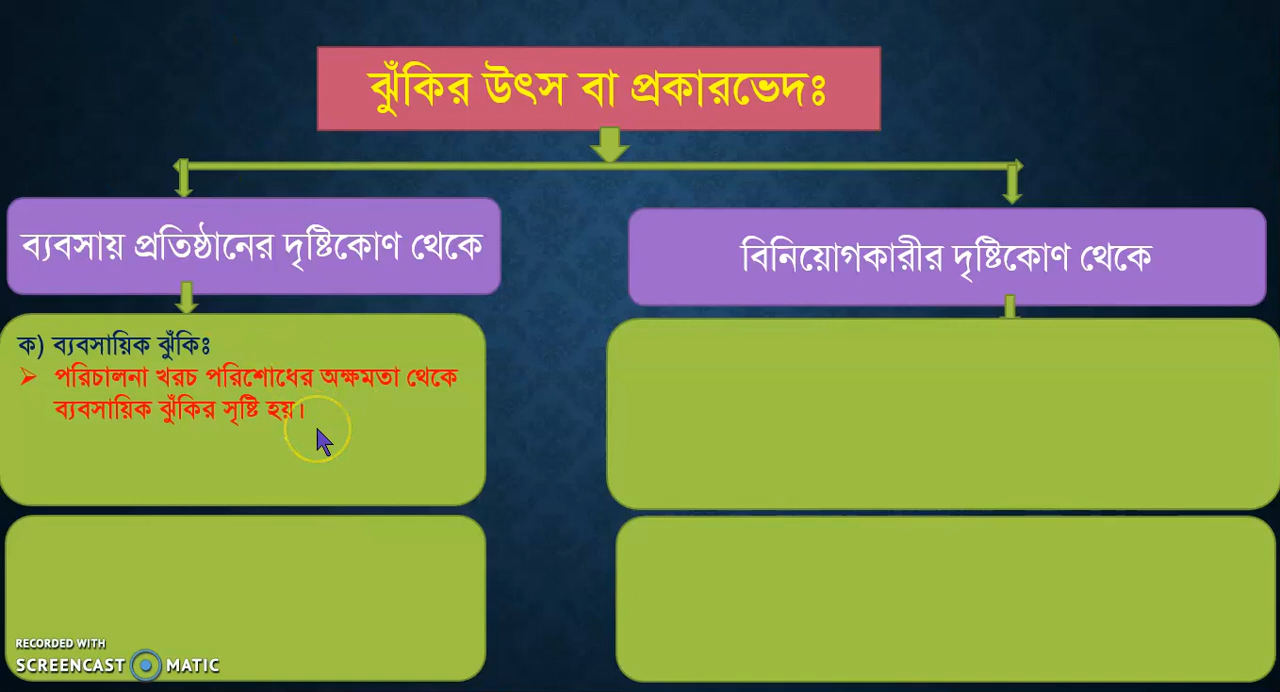 ঝুঁকির উৎস বা প্রকারভেদঃ
ব্যবসায় প্রতিষ্ঠানের দৃষ্টিকোণ থেকে
বিনিয়োগকারীর দৃষ্টিকোণ থেকে
ক) ব্যবসায়িক ঝুঁকিঃ
➢ পরিচালনা খরচ পরিশোধের অক্ষমতা থেকে
ব্যবসায়িক ঝুঁকির সৃষ্টি হয়।
RECORDED WITH
SCREENCAST MATIC